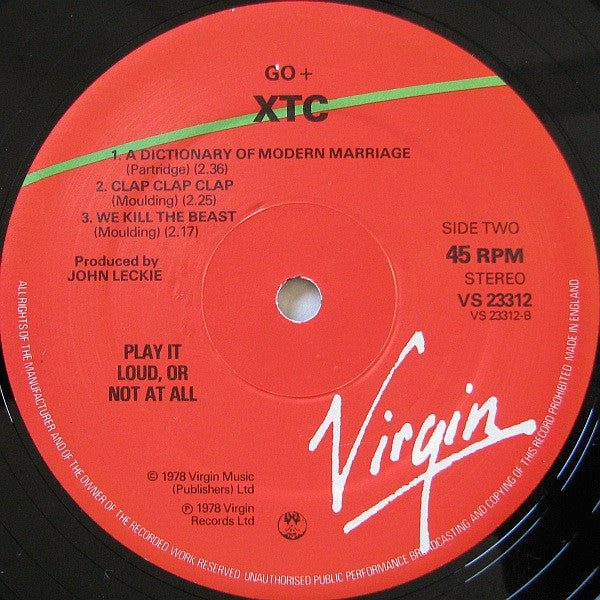 GO +
XTC
1. A DICTIONARY OF MODERN MARRIAGE
(Partridge) (2.36)
2. CLAP CLAP CLAP
(Moulding) (2.25)
3. WE KILL THE BEAST
(Moulding) (2.17)
Produced by
JOHN LECKIE
SIDE TWO
45 RPM
STEREO
VS 23312
VS 23312-B
PLAY IT
LOUD, OR
NOT AT ALL
Virgin
© 1978 Virgin Music
(Publishers) Ltd
℗ 1978 Virgin
Records Ltd
ALL RIGHTS OF THE MANUFACTURER AND OF THE OWNER OF THE RECORDED WORK RESERVED UNAUTHORISED PUBLIC PERFORMANCE BROADCASTING AND COPYING OF THIS RECORD PROHIBITED MADE IN ENGLAND